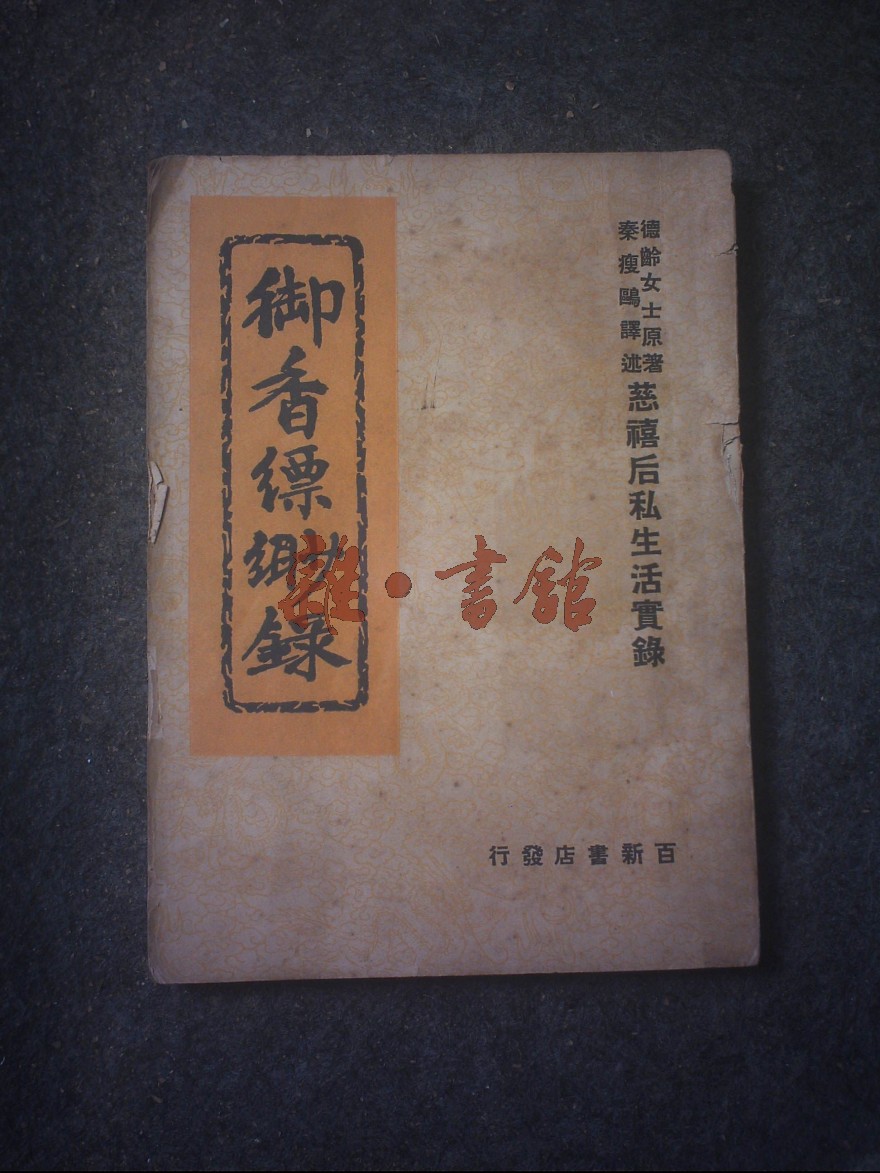 德齡女士原著
秦瘦鷗譯述
慈禧后私生活實錄
御香縹緲錄
百新書店發行
雜·書館